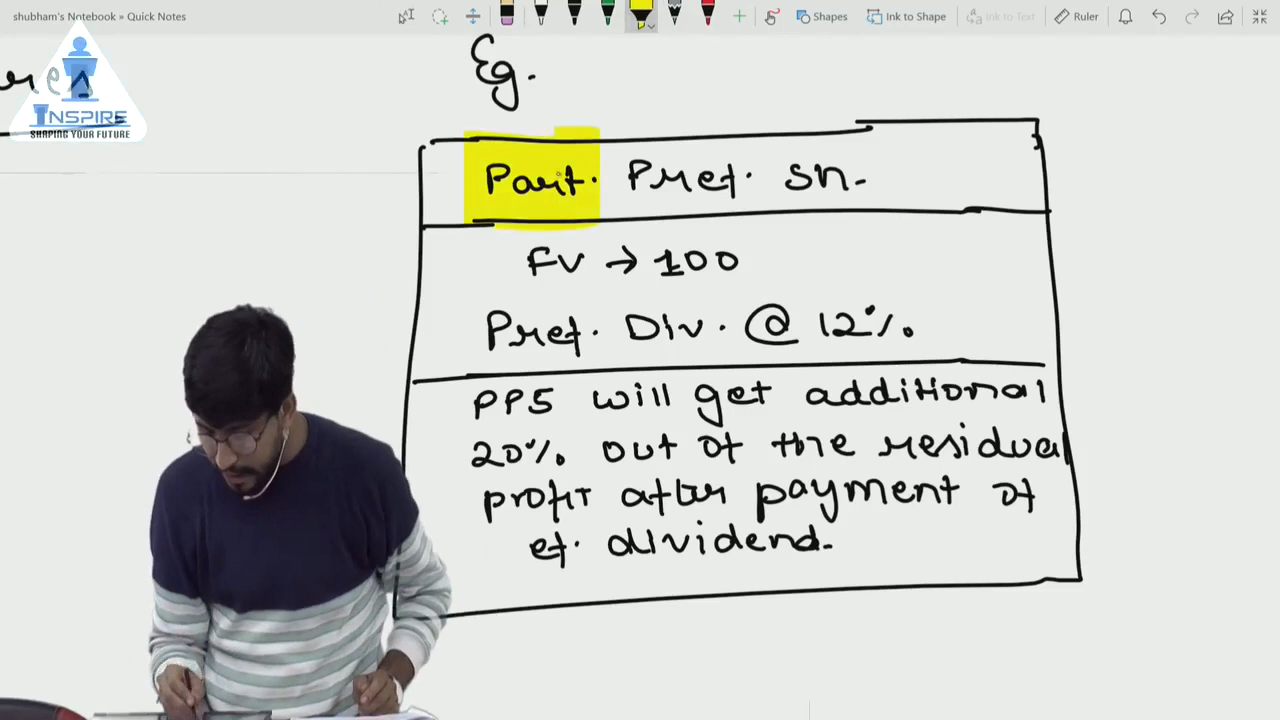 shubham's Notebook » Quick Notes
Shapes
Ink to Shape
Ink to Text
Ruler
INSPIRE
SHAPING YOUR FUTURE
Eg.
Part. Pref. sh.
FV → 100
Pref. Div. @ 12%.
PPS will get additional
20% out of the residual
profit after payment of
ef. dividend.